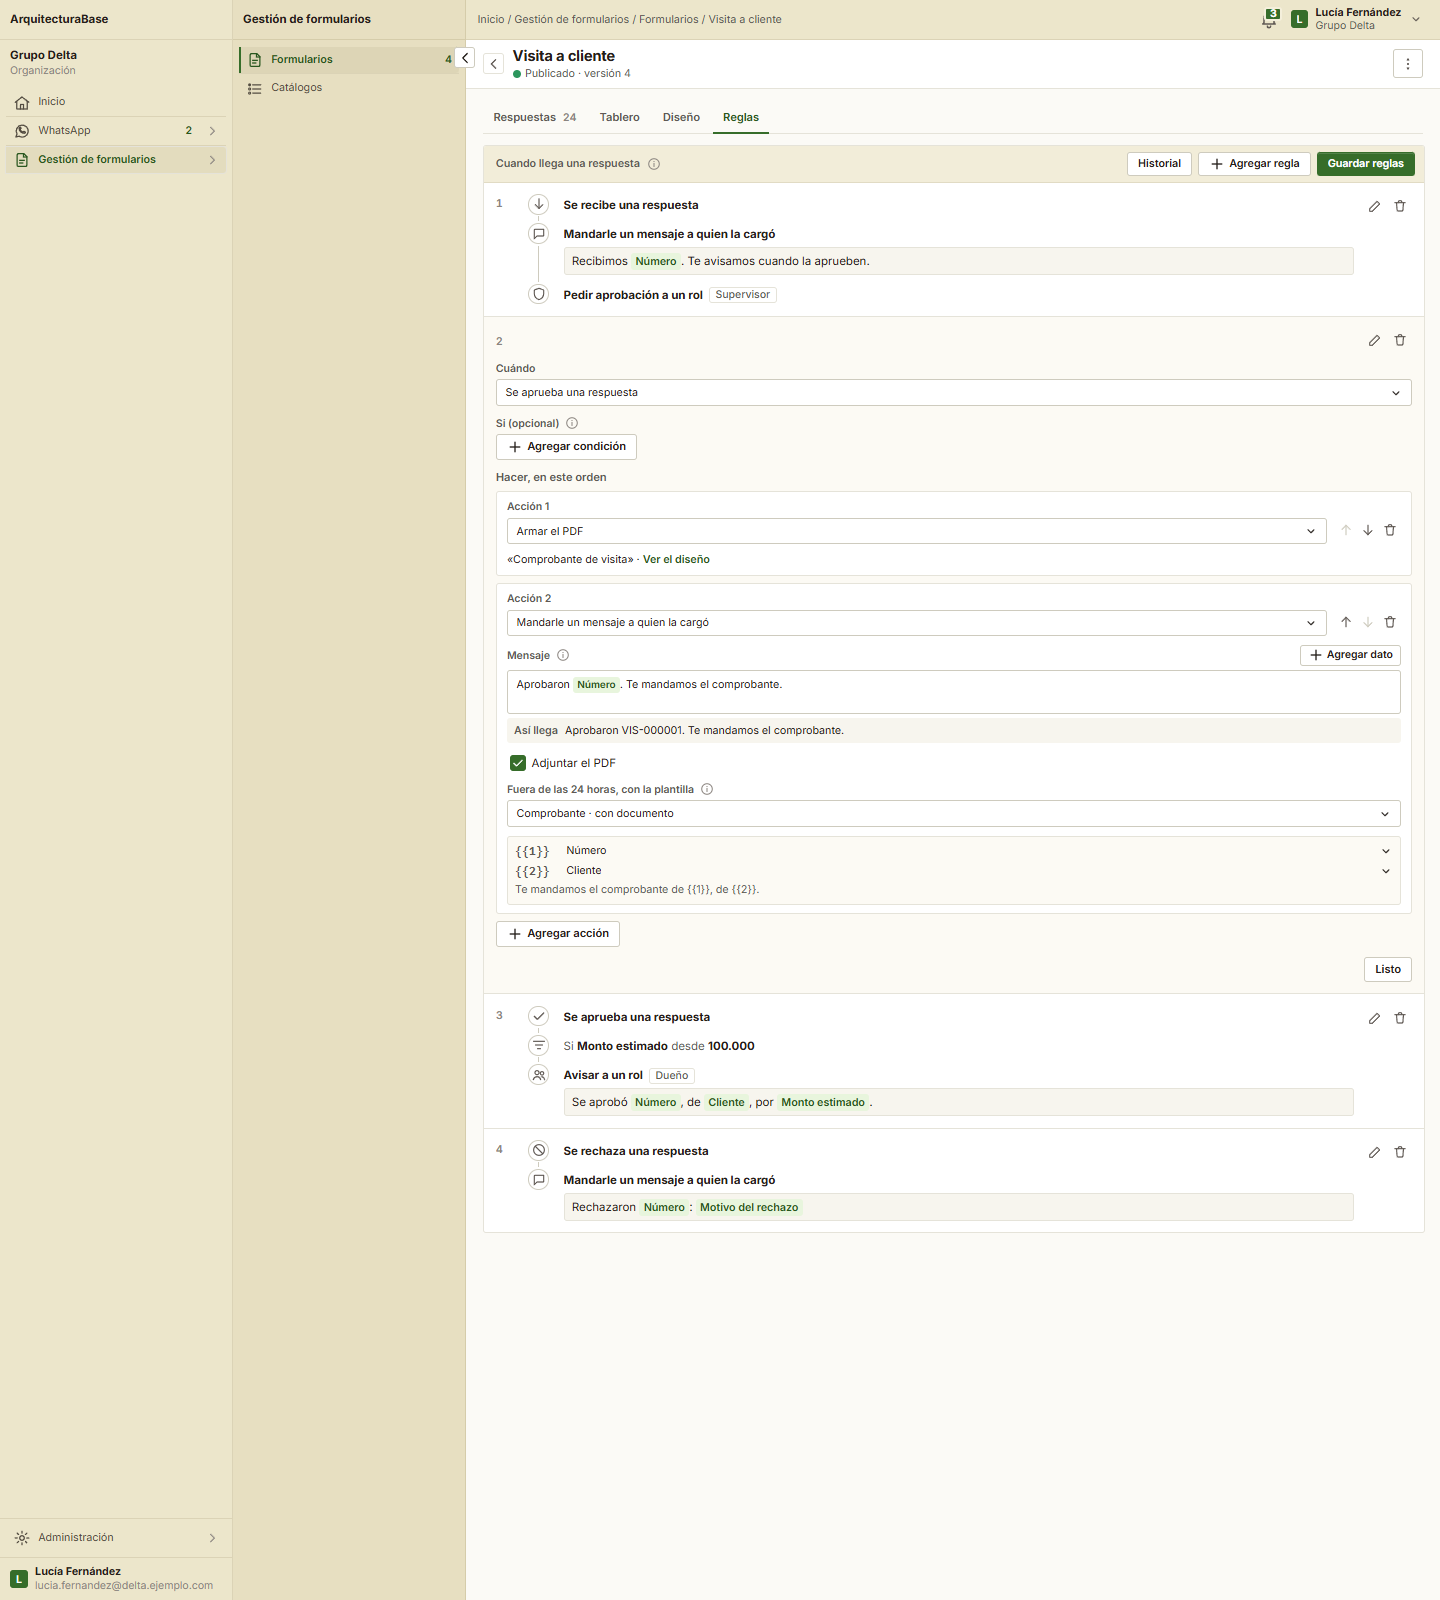 ArquitecturaBase
Grupo Delta
Organización
Inicio
WhatsApp 2
Gestión de formularios
Administración
L Lucía Fernández
lucia.fernandez@delta.ejemplo.com
Gestión de formularios
Formularios 4
Catálogos
Inicio / Gestión de formularios / Formularios / Visita a cliente
3
L Lucía Fernández
Grupo Delta
Visita a cliente
Publicado · versión 4
Respuestas 24 Tablero Diseño Reglas
Cuando llega una respuesta Historial Agregar regla Guardar reglas
1 Se recibe una respuesta
Mandarle un mensaje a quien la cargó
Recibimos Número. Te avisamos cuando la aprueben.
Pedir aprobación a un rol Supervisor
2
Cuándo
Se aprueba una respuesta
Si (opcional)
Agregar condición
Hacer, en este orden
Acción 1
Armar el PDF
«Comprobante de visita» · Ver el diseño
Acción 2
Mandarle un mensaje a quien la cargó
Mensaje Agregar dato
Aprobaron Número. Te mandamos el comprobante.
Así llega Aprobaron VIS-000001. Te mandamos el comprobante.
Adjuntar el PDF
Fuera de las 24 horas, con la plantilla
Comprobante · con documento
{{1}} Número
{{2}} Cliente
Te mandamos el comprobante de {{1}}, de {{2}}.
Agregar acción
Listo
3 Se aprueba una respuesta
Si Monto estimado desde 100.000
Avisar a un rol Dueño
Se aprobó Número, de Cliente, por Monto estimado.
4 Se rechaza una respuesta
Mandarle un mensaje a quien la cargó
Rechazaron Número: Motivo del rechazo